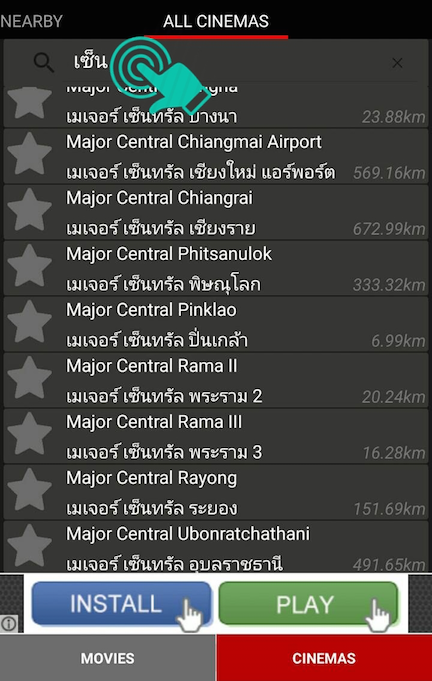 NEARBY
ALL CINEMAS
เซ็น
เมเจอร์ เซ็นทรัล บางนา 23.88km
Major Central Chiangmai Airport
เมเจอร์ เซ็นทรัล เชียงใหม่ แอร์พอร์ต 569.16km
Major Central Chiangrai
เมเจอร์ เซ็นทรัล เชียงราย 672.99km
Major Central Phitsanulok
เมเจอร์ เซ็นทรัล พิษณุโลก 333.32km
Major Central Pinklao
เมเจอร์ เซ็นทรัล ปิ่นเกล้า 6.99km
Major Central Rama II
เมเจอร์ เซ็นทรัล พระราม 2 20.24km
Major Central Rama III
เมเจอร์ เซ็นทรัล พระราม 3 16.28km
Major Central Rayong
เมเจอร์ เซ็นทรัล ระยอง 151.69km
Major Central Ubonratchathani
เมเจอร์ เซ็นทรัล อุบลราชธานี 491.65km
INSTALL
PLAY
MOVIES
CINEMAS